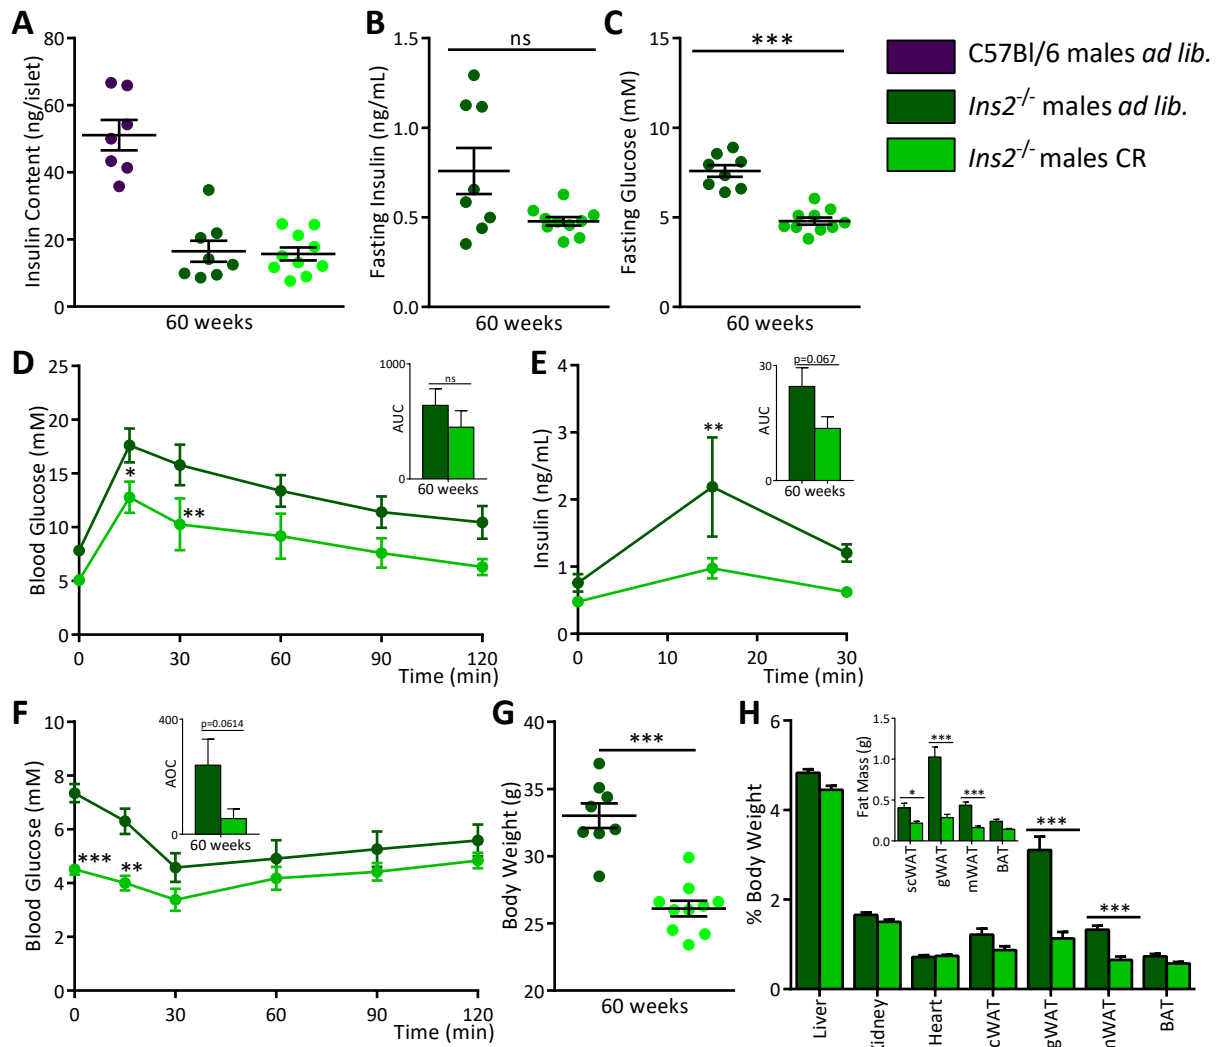 A
Insulin Content (ng/islet)
80
60
40
20
0
60 weeks
B
Fasting Insulin (ng/mL)
1.5
1.0
0.5
0.0
ns
60 weeks
C
Fasting Glucose (mM)
15
10
5
0
***
60 weeks
C57Bl/6 males ad lib.
Ins2-/- males ad lib.
Ins2-/- males CR
D
Blood Glucose (mM)
25
20
15
10
5
0
*
**
0 30 60 90 120
Time (min)
1000
0
AUC
ns
60 weeks
E
Insulin (ng/mL)
4
3
2
1
0
**
0 10 20 30
Time (min)
30
0
AUC
p=0.067
60 weeks
F
Blood Glucose (mM)
10
8
6
4
2
0
***
**
0 30 60 90 120
Time (min)
400
0
AOC
p=0.0614
60 weeks
G
Body Weight (g)
40
35
30
25
20
***
60 weeks
H
% Body Weight
6
4
2
0
***
***
Liver
Kidney
Heart
scWAT
gWAT
mWAT
BAT
Fat Mass (g)
1.5
1.0
0.5
0.0
*
***
***
scWAT
gWAT
mWAT
BAT